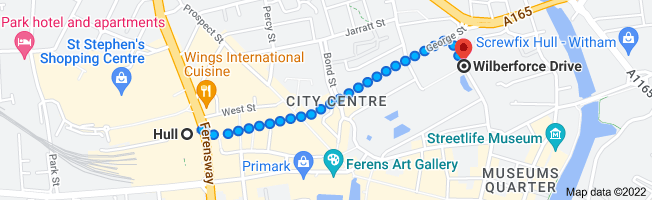 Park hotel and apartments
Prospect St
Percy St
Jarratt St
George St
A165
St Stephen's
Shopping Centre
Wings International
Cuisine
Bond St
Screwfix Hull - Witham
Wilberforce Drive
A1165
West St
CITY CENTRE
Hull
Ferensway
Streetlife Museum
Park St
Primark
Ferens Art Gallery
MUSEUMS
QUARTER
Map data ©2022